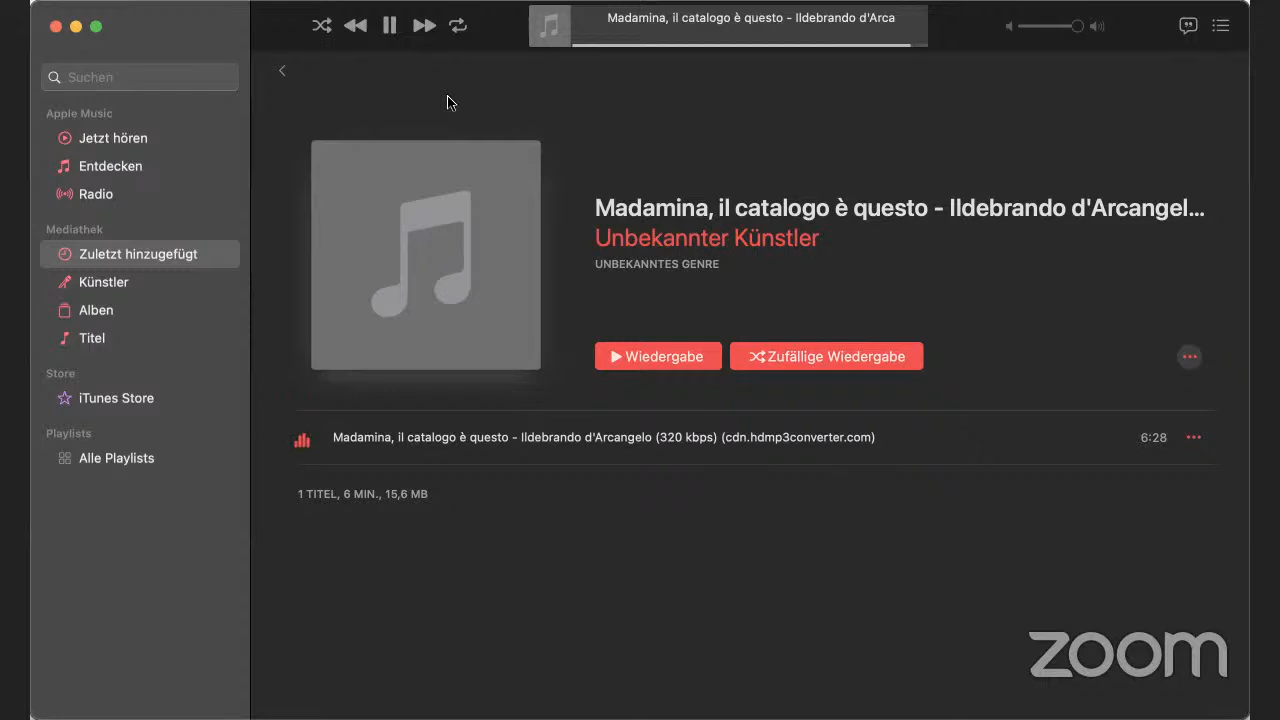 Madamina, il catalogo è questo - Ildebrando d'Arca
Suchen
Apple Music
Jetzt hören
Entdecken
Radio
Mediathek
Zuletzt hinzugefügt
Künstler
Alben
Titel
Store
iTunes Store
Playlists
Alle Playlists
Madamina, il catalogo è questo - Ildebrando d'Arcangel...
Unbekannter Künstler
UNBEKANNTES GENRE
Wiedergabe
Zufällige Wiedergabe
Madamina, il catalogo è questo - Ildebrando d'Arcangelo (320 kbps) (cdn.hdmp3converter.com)
6:28
1 TITEL, 6 MIN., 15,6 MB
zoom